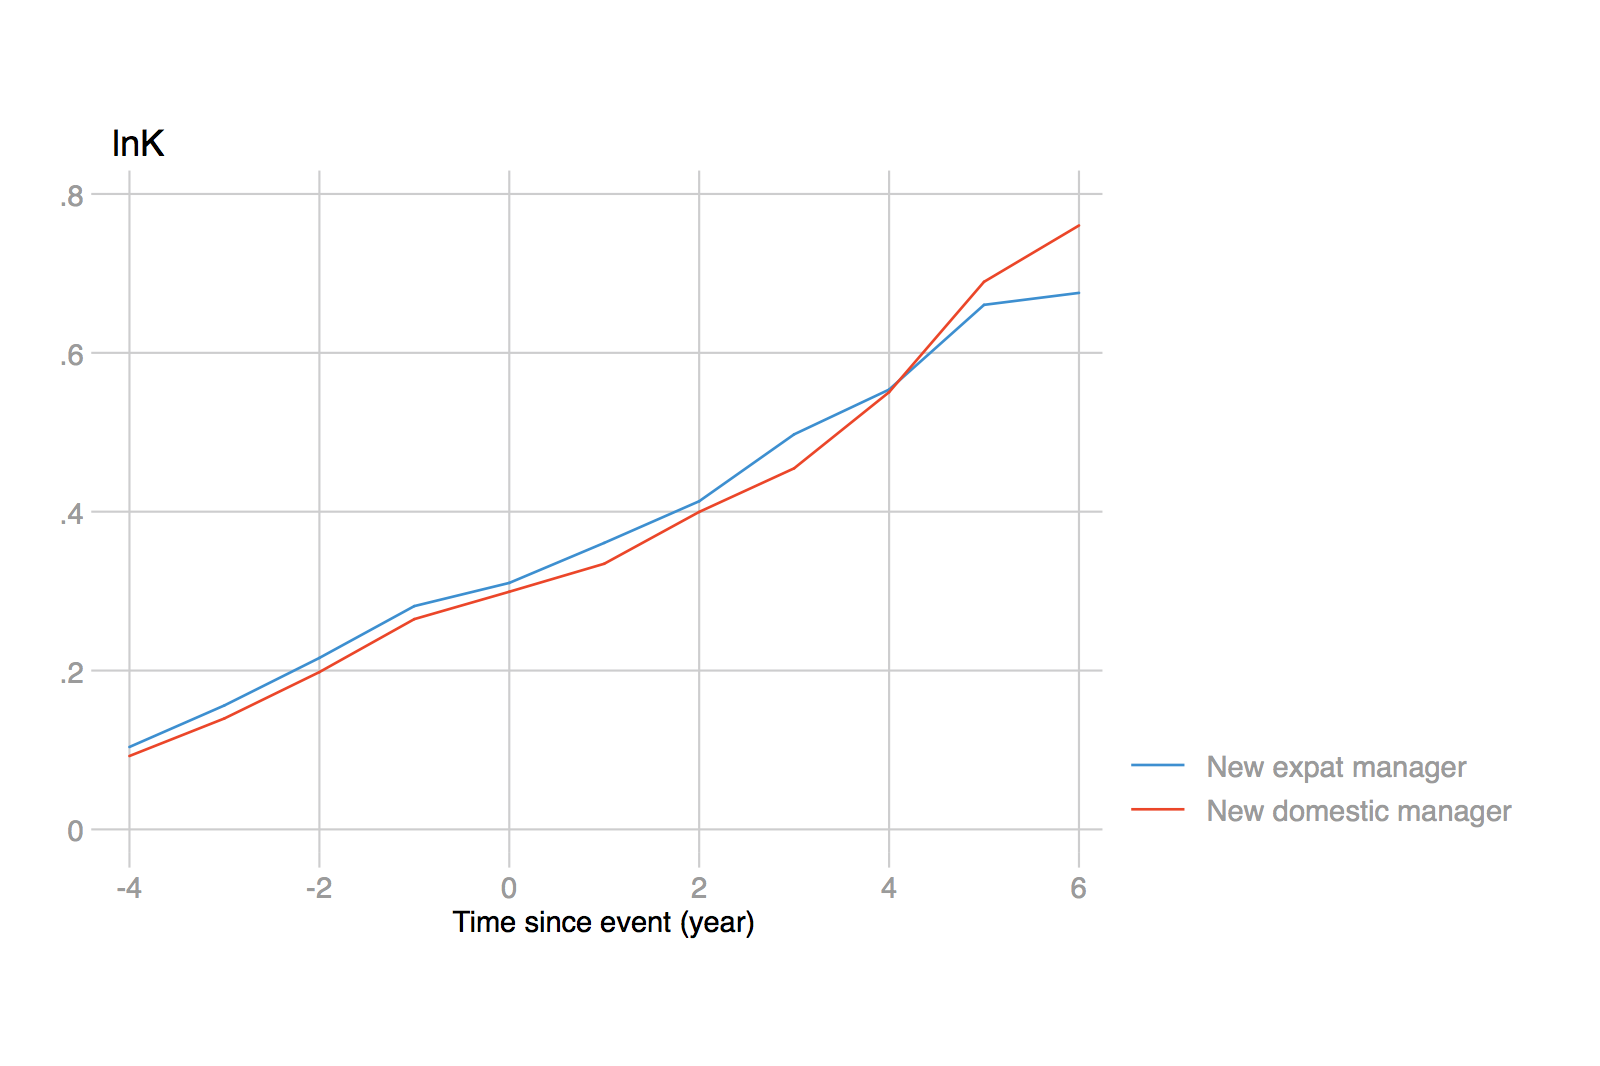 lnK
.8
.6
.4
.2
0
-4 -2 0 2 4 6
Time since event (year)
New expat manager
New domestic manager